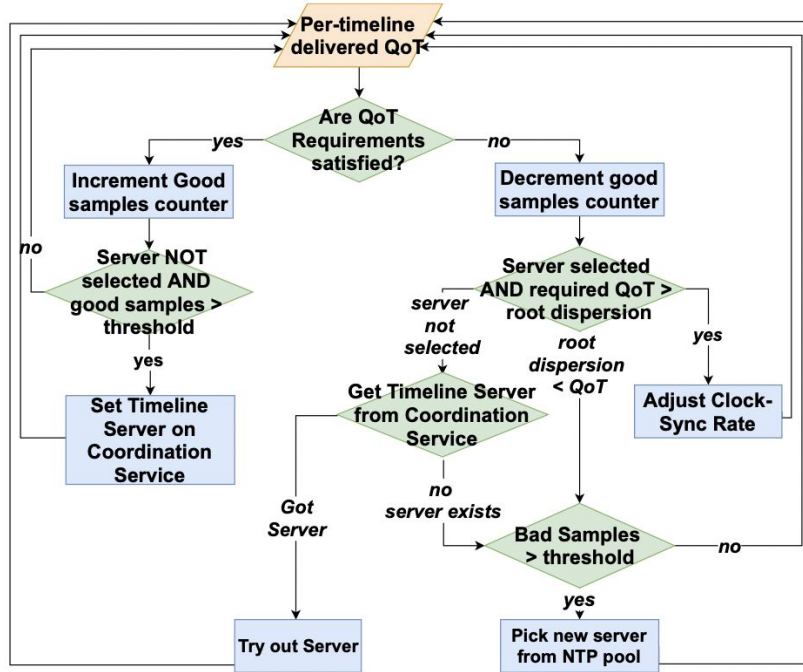 Per-timeline
delivered QoT
Are QoT
Requirements
satisfied?
yes
no
Increment Good
samples counter
Decrement good
samples counter
no
Server NOT
selected AND
good samples >
threshold
Server selected
AND required QoT >
root dispersion
server
not
selected
root
dispersion
< QoT
yes
yes
Set Timeline
Server on
Coordination
Service
Get Timeline Server
from Coordination
Service
Adjust Clock-
Sync Rate
Got
Server
no
server exists
Bad Samples
> threshold
no
yes
Try out Server
Pick new server
from NTP pool